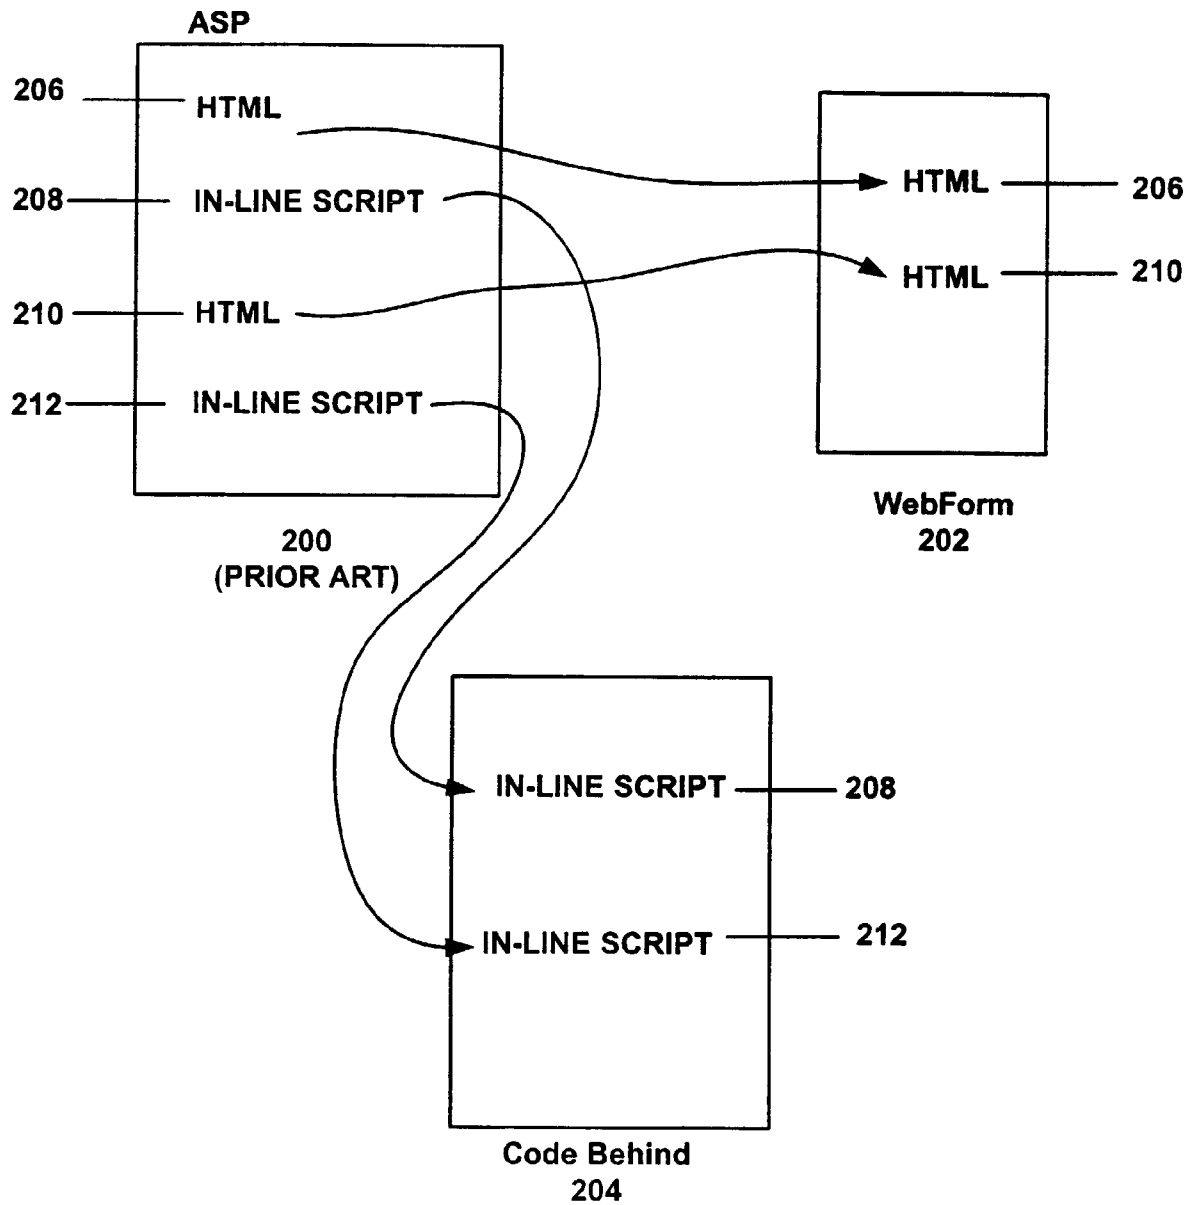 ASP
206
HTML
208
IN-LINE SCRIPT
210
HTML
212
IN-LINE SCRIPT
200
(PRIOR ART)
HTML
206
HTML
210
WebForm
202
IN-LINE SCRIPT
208
IN-LINE SCRIPT
212
Code Behind
204